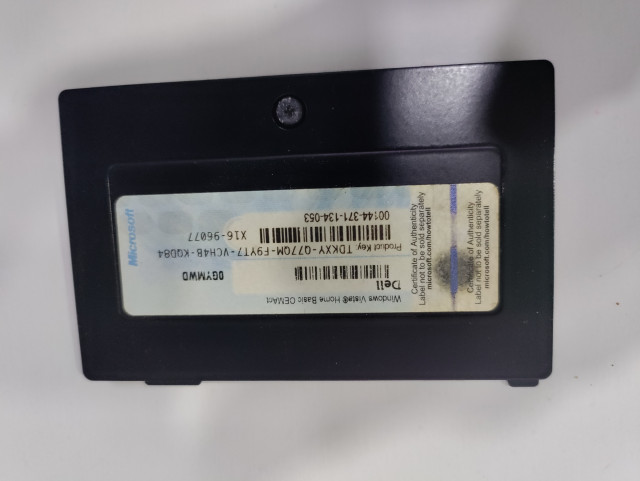 Windows Vista® Home Basic OEMAct
Dell
0GYMWD
Product Key: TDKXY-Q77QM-F9YT7-VCH4B-KQDB4
X16-96077
00144-371-134-053
Microsoft
Certificate of Authenticity
Label not to be sold separately
microsoft.com/howtotell
Certificate of Authenticity
Label not to be sold separately
microsoft.com/howtotell